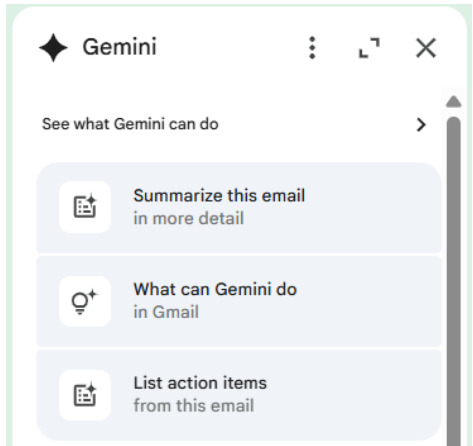 Gemini
See what Gemini can do
Summarize this email
in more detail
What can Gemini do
in Gmail
List action items
from this email